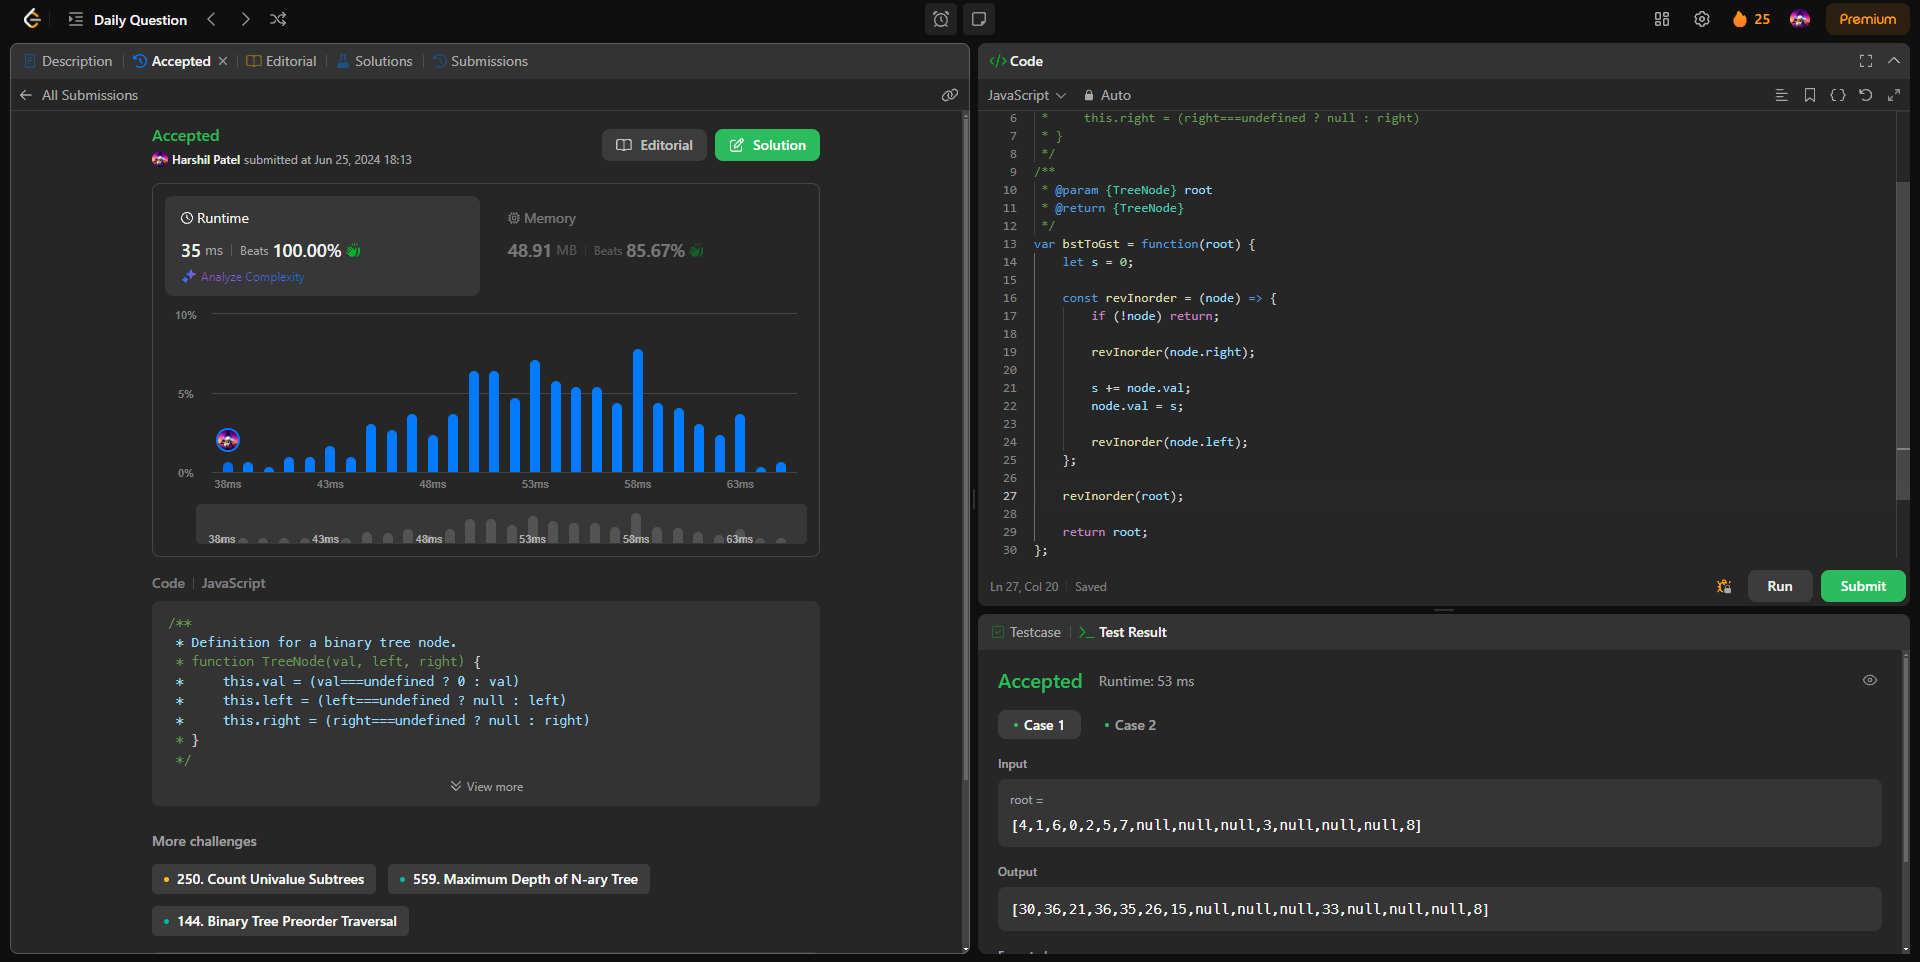 Daily Question
25
Premium
Description
Accepted
Editorial
Solutions
Submissions
All Submissions
Accepted
Harshil Patel submitted at Jun 25, 2024 18:13
Editorial
Solution
Runtime
35 ms
Beats 100.00%
Analyze Complexity
Memory
48.91 MB
Beats 85.67%
10%
5%
0%
38ms 43ms 48ms 53ms 58ms 63ms
38ms 43ms 48ms 53ms 58ms 63ms
Code
JavaScript
/**
 * Definition for a binary tree node.
 * function TreeNode(val, left, right) {
 *     this.val = (val===undefined ? 0 : val)
 *     this.left = (left===undefined ? null : left)
 *     this.right = (right===undefined ? null : right)
 * }
 */
View more
More challenges
250. Count Univalue Subtrees
559. Maximum Depth of N-ary Tree
144. Binary Tree Preorder Traversal
</> Code
JavaScript
Auto
6 *     this.right = (right===undefined ? null : right)
7 * }
8 */
9 /**
10 * @param {TreeNode} root
11 * @return {TreeNode}
12 */
13 var bstToGst = function(root) {
14     let s = 0;
15
16     const revInorder = (node) => {
17         if (!node) return;
18
19         revInorder(node.right);
20
21         s += node.val;
22         node.val = s;
23
24         revInorder(node.left);
25     };
26
27     revInorder(root);
28
29     return root;
30 };
Ln 27, Col 20
Saved
Run
Submit
Testcase
Test Result
Accepted
Runtime: 53 ms
Case 1
Case 2
Input
root =
[4,1,6,0,2,5,7,null,null,null,3,null,null,null,8]
Output
[30,36,21,36,35,26,15,null,null,null,33,null,null,null,8]